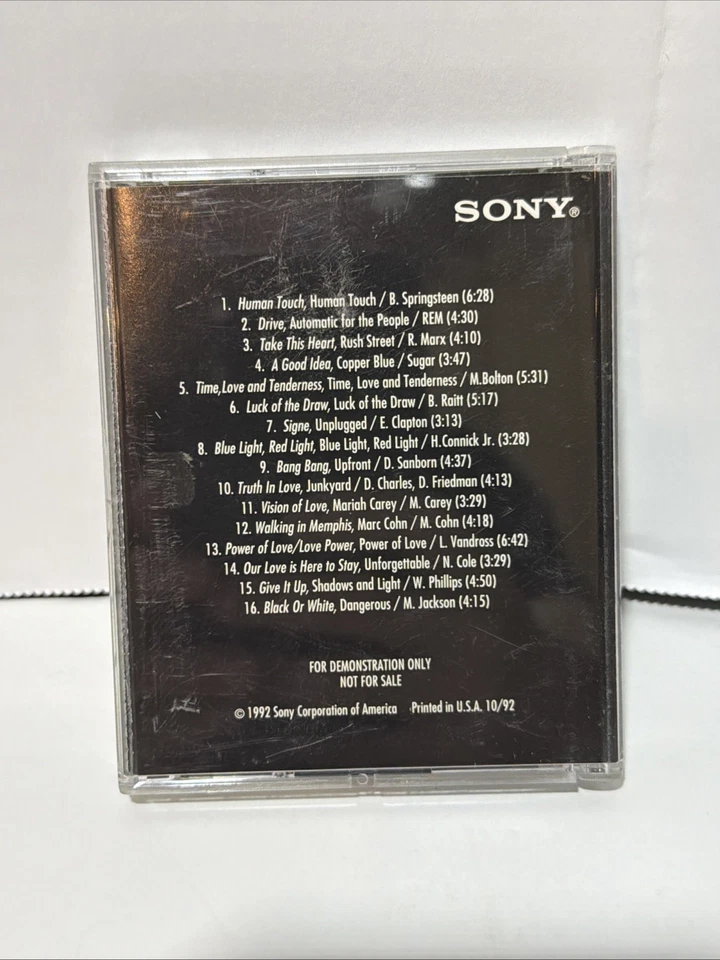 SONY®
1. Human Touch, Human Touch / B. Springsteen (6:28)
2. Drive, Automatic for the People / REM (4:30)
3. Take This Heart, Rush Street / R. Marx (4:10)
4. A Good Idea, Copper Blue / Sugar (3:47)
5. Time,Love and Tenderness, Time, Love and Tenderness / M.Bolton (5:31)
6. Luck of the Draw, Luck of the Draw / B. Raitt (5:17)
7. Signe, Unplugged / E. Clapton (3:13)
8. Blue Light, Red Light, Blue Light, Red Light / H.Connick Jr. (3:28)
9. Bang Bang, Upfront / D. Sanborn (4:37)
10. Truth In Love, Junkyard / D. Charles, D. Friedman (4:13)
11. Vision of Love, Mariah Carey / M. Carey (3:29)
12. Walking in Memphis, Marc Cohn / M. Cohn (4:18)
13. Power of Love/Love Power, Power of Love / L. Vandross (6:42)
14. Our Love is Here to Stay, Unforgettable / N. Cole (3:29)
15. Give It Up, Shadows and Light / W. Phillips (4:50)
16. Black Or White, Dangerous / M. Jackson (4:15)
FOR DEMONSTRATION ONLY
NOT FOR SALE
© 1992 Sony Corporation of America Printed in U.S.A. 10/92